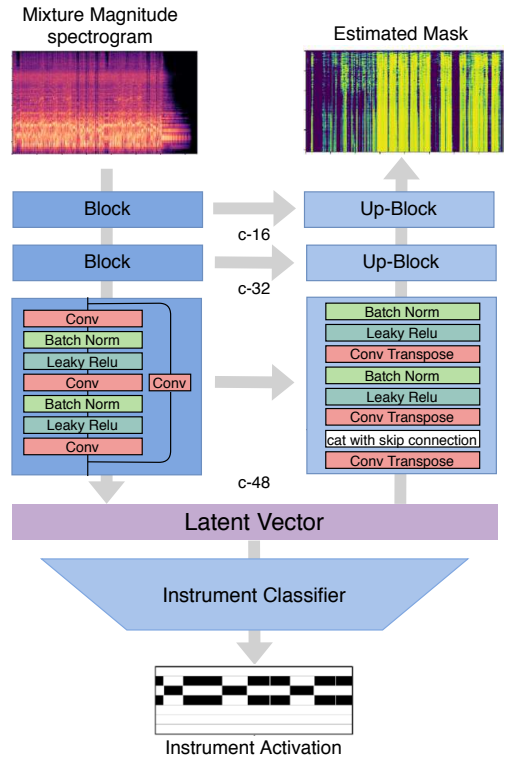 Mixture Magnitude
spectrogram
Estimated Mask
Block
Up-Block
c-16
Block
Up-Block
c-32
Conv
Batch Norm
Leaky Relu
Conv
Conv
Batch Norm
Leaky Relu
Conv
Batch Norm
Leaky Relu
Conv Transpose
Batch Norm
Leaky Relu
Conv Transpose
cat with skip connection
Conv Transpose
c-48
Latent Vector
Instrument Classifier
Instrument Activation